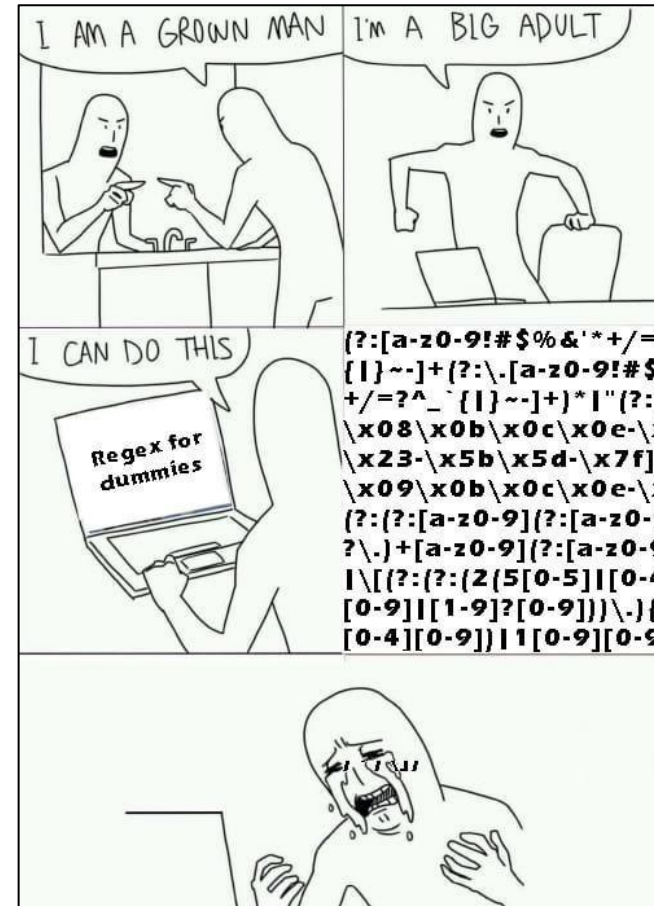 I AM A GROWN MAN
I'M A BIG ADULT
I CAN DO THIS
Regex for
dummies
(?:[a-z0-9!#$%&'*+/=
{|}~-]+(?:\.[a-z0-9!#$
+/=?^_`{|}~-]+)*|"(?:
\x08\x0b\x0c\x0e-\x
\x23-\x5b\x5d-\x7f]
\x09\x0b\x0c\x0e-\x
(?:(?:[a-z0-9](?:[a-z0-
?\.)+[a-z0-9](?:[a-z0-9
|\[(?:(?:(2(5[0-5]|[0-4
[0-9]|[1-9]?[0-9]))\.){
[0-4][0-9])|1[0-9][0-9